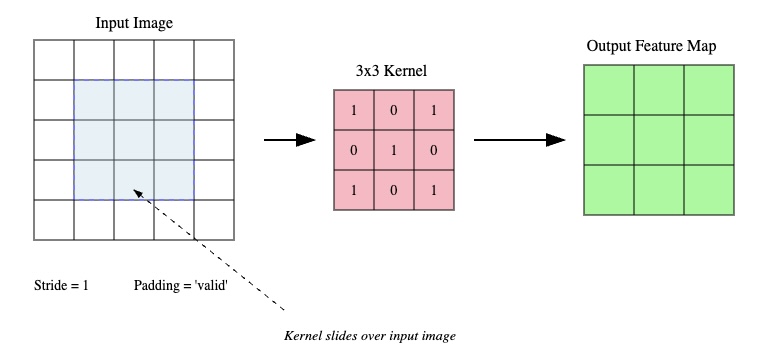 Input Image
3x3 Kernel
Output Feature Map
1 0 1
0 1 0
1 0 1
Stride = 1
Padding = 'valid'
Kernel slides over input image